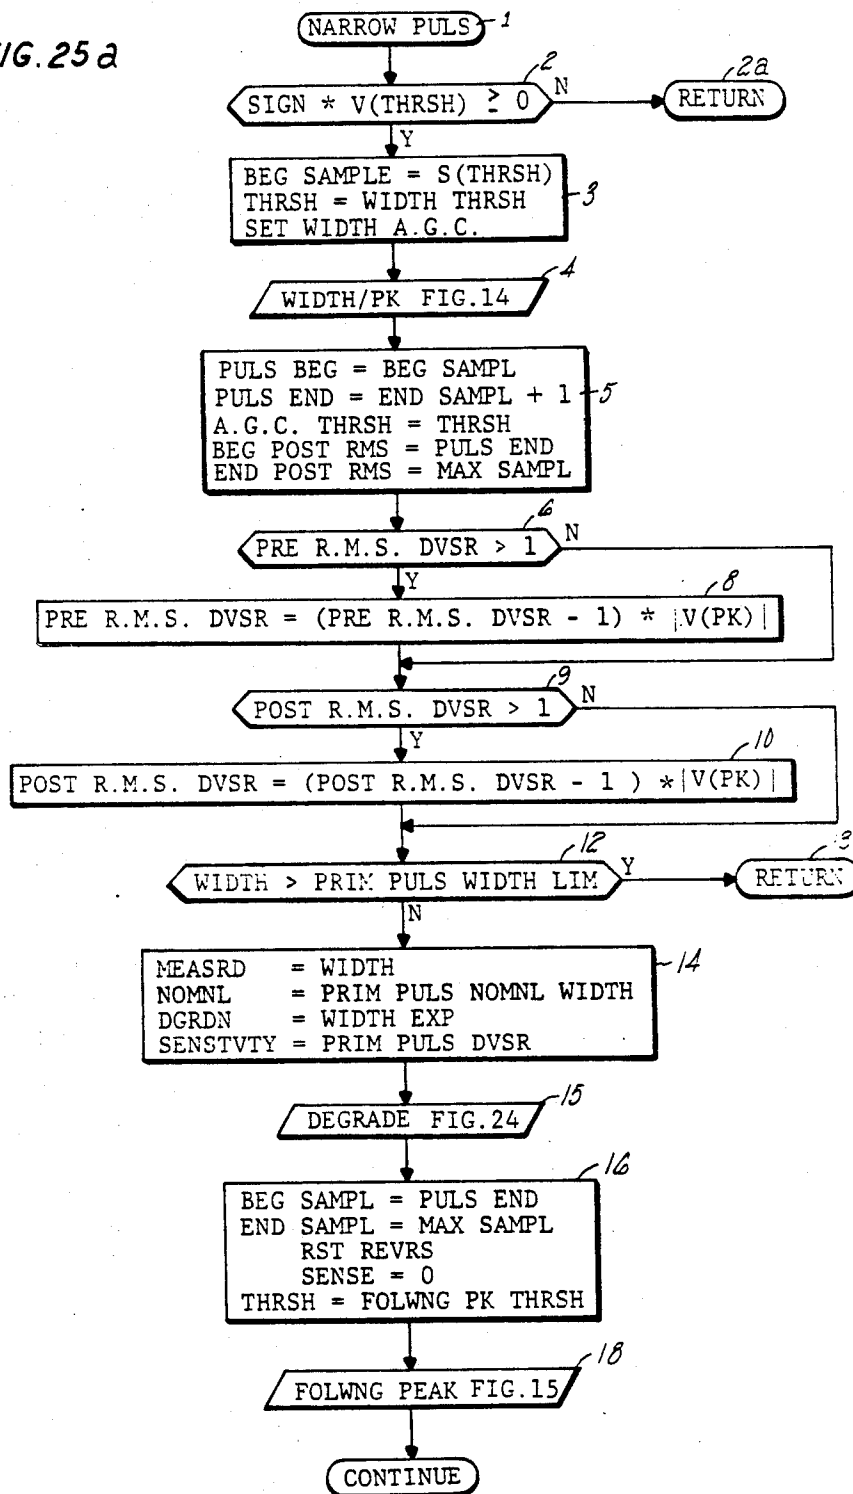 NARROW PULS 1
FIG. 25a
SIGN * V(THRSH) ≥ 0 2
N
RETURN 2a
Y
BEG SAMPLE = S(THRSH)
THRSH = WIDTH THRSH 3
SET WIDTH A.G.C.
WIDTH/PK FIG.14 4
PULS BEG = BEG SAMPL
PULS END = END SAMPL + 1 5
A.G.C. THRSH = THRSH
BEG POST RMS = PULS END
END POST RMS = MAX SAMPL
PRE R.M.S. DVSR > 1 6
N
Y
PRE R.M.S. DVSR = (PRE R.M.S. DVSR - 1) * |V(PK)| 8
POST R.M.S. DVSR > 1 9
N
Y
POST R.M.S. DVSR = (POST R.M.S. DVSR - 1 ) * |V(PK)| 10
WIDTH > PRIM PULS WIDTH LIM 12
Y
RETURN 13
N
MEASRD = WIDTH 14
NOMNL = PRIM PULS NOMNL WIDTH
DGRDN = WIDTH EXP
SENSTVTY = PRIM PULS DVSR
DEGRADE FIG.24 15
16
BEG SAMPL = PULS END
END SAMPL = MAX SAMPL
RST REVRS
SENSE = 0
THRSH = FOLWNG PK THRSH
FOLWNG PEAK FIG.15 18
CONTINUE